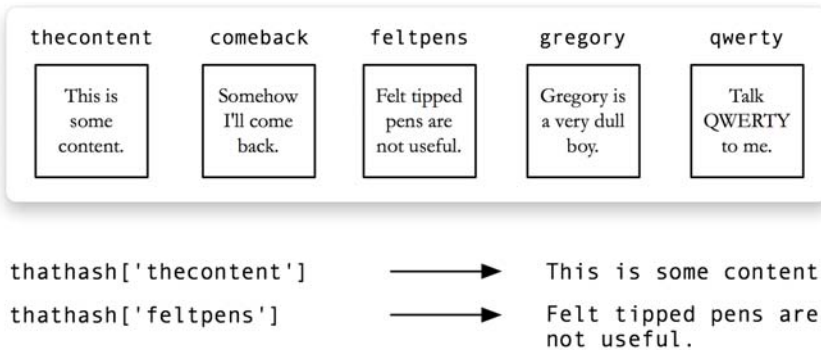 thecontent comeback feltpens gregory qwerty
This is
some
content.
Somehow
I'll come
back.
Felt tipped
pens are
not useful.
Gregory is
a very dull
boy.
Talk
QWERTY
to me.
thathash['thecontent'] This is some content
thathash['feltpens'] Felt tipped pens are
not useful.